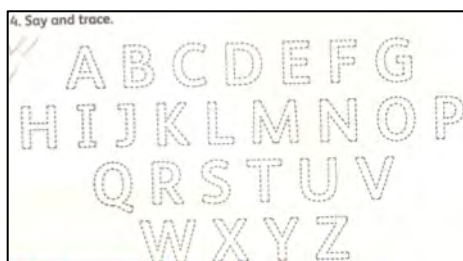 4. Say and trace.
A B C D E F G
H I J K L M N O P
Q R S T U V
W X Y Z